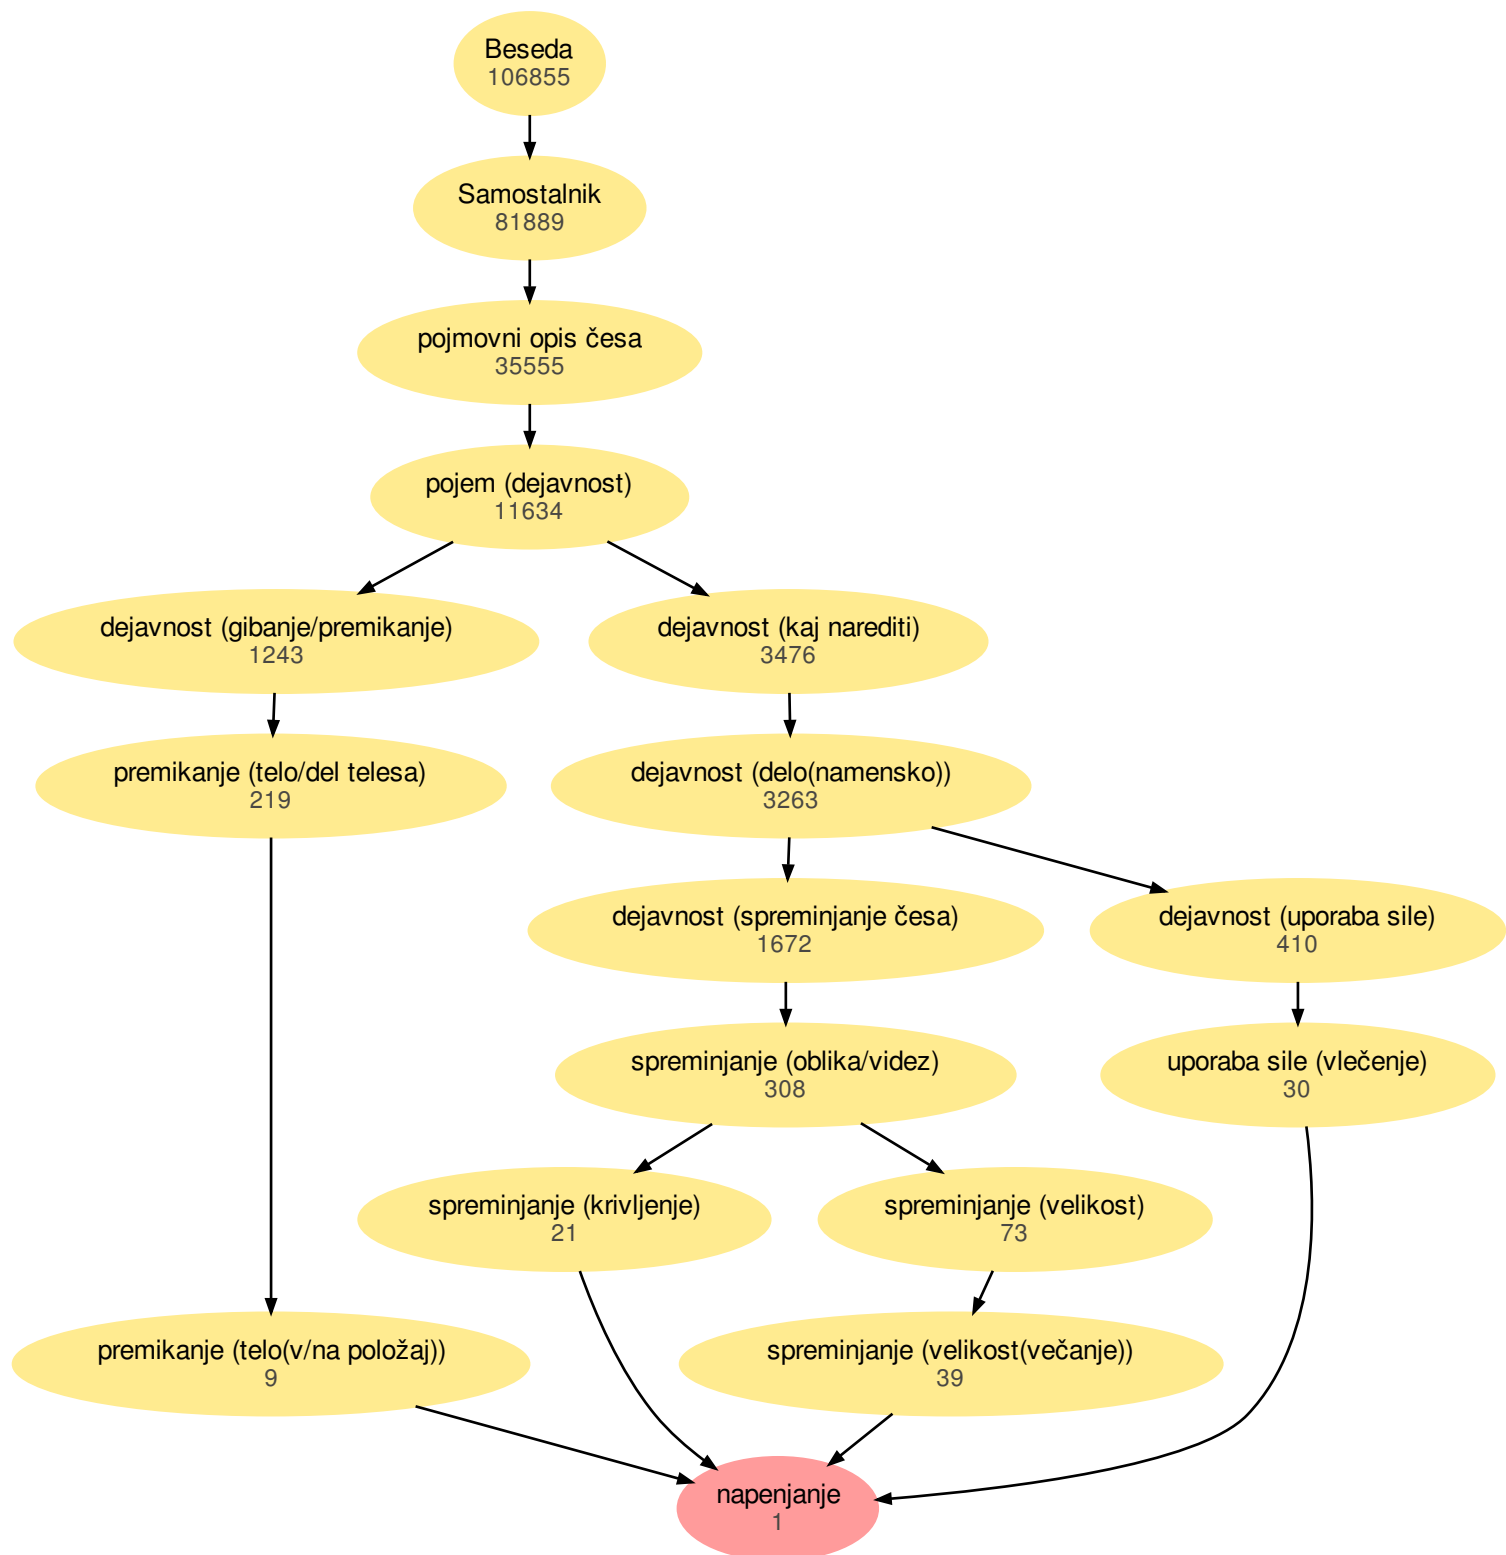 Beseda
106855
Samostalnik
81889
pojmovni opis česa
35555
pojem (dejavnost)
11634
dejavnost (gibanje/premikanje)
1243
dejavnost (kaj narediti)
3476
premikanje (telo/del telesa)
219
dejavnost (delo(namensko))
3263
dejavnost (spreminjanje česa)
1672
dejavnost (uporaba sile)
410
spreminjanje (oblika/videz)
308
uporaba sile (vlečenje)
30
spreminjanje (krivljenje)
21
spreminjanje (velikost)
73
premikanje (telo(v/na položaj))
9
spreminjanje (velikost(večanje))
39
napenjanje
1